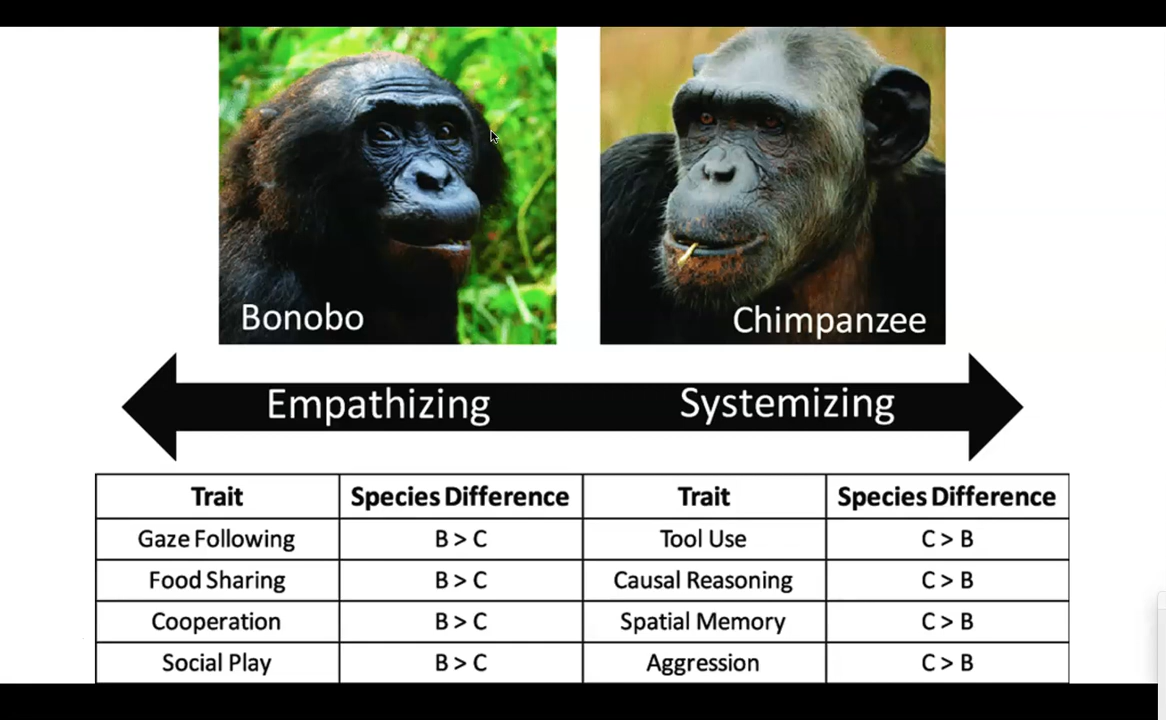 Bonobo
Chimpanzee
Empathizing
Systemizing
Trait Species Difference Trait Species Difference
Gaze Following B > C Tool Use C > B
Food Sharing B > C Causal Reasoning C > B
Cooperation B > C Spatial Memory C > B
Social Play B > C Aggression C > B